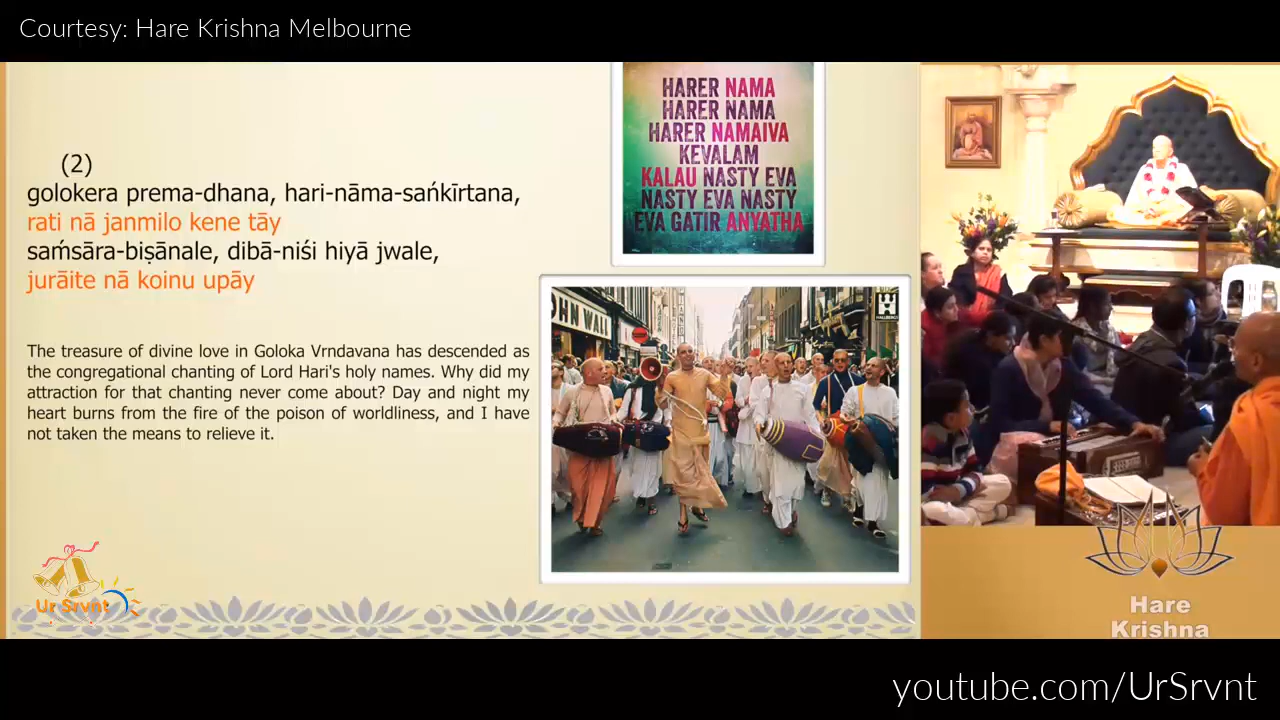 Courtesy: Hare Krishna Melbourne
(2)
golokera prema-dhana, hari-nāma-sańkīrtana,
rati nā janmilo kene tāy
saḿsāra-biṣānale, dibā-niśi hiyā jwale,
jurāite nā koinu upāy
The treasure of divine love in Goloka Vrndavana has descended as
the congregational chanting of Lord Hari's holy names. Why did my
attraction for that chanting never come about? Day and night my
heart burns from the fire of the poison of worldliness, and I have
not taken the means to relieve it.
HARER NAMA
HARER NAMA
HARER NAMAIVA
KEVALAM
KALAU NASTY EVA
NASTY EVA NASTY
EVA GATIR ANYATHA
OHN WALL
HALLBERGS
Ur Srvnt
Hare
Krishna
youtube.com/UrSrvnt